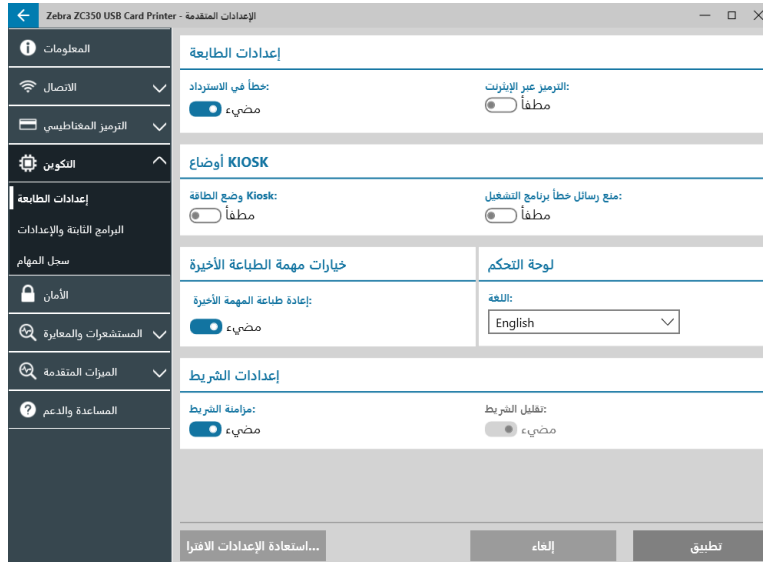 Zebra ZC350 USB Card Printer - الإعدادات المتقدمة
المعلومات
الاتصال
الترميز المغناطيسي
التكوين
إعدادات الطابعة
البرامج الثابتة والإعدادات
سجل المهام
الأمان
المستشعرات والمعايرة
الميزات المتقدمة
المساعدة والدعم
إعدادات الطابعة
خطأ في الاسترداد:
مضيء
الترميز عبر الإيثرنت:
مطفأ
أوضاع KIOSK
وضع الطاقة Kiosk:
مطفأ
منع رسائل خطأ برنامج التشغيل:
مطفأ
خيارات مهمة الطباعة الأخيرة
إعادة طباعة المهمة الأخيرة:
مضيء
لوحة التحكم
اللغة:
English
إعدادات الشريط
مزامنة الشريط:
مضيء
تقليل الشريط:
مضيء
استعادة الإعدادات الافترا...
إلغاء
تطبيق